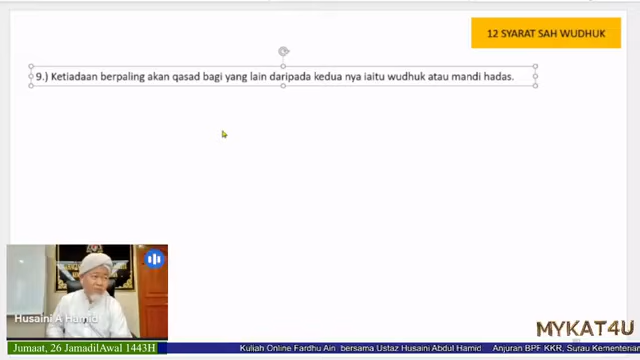 12 SYARAT SAH WUDHUK
9.) Ketiadaan berpaling akan qasad bagi yang lain daripada kedua nya iaitu wudhuk atau mandi hadas.
Husaini A Hamid
MYKAT4U
Jumaat, 26 JamadilAwal 1443H
Kuliah Online Fardhu Ain bersama Ustaz Husaini Abdul Hamid Anjuran BPF KKR, Surau Kementerian